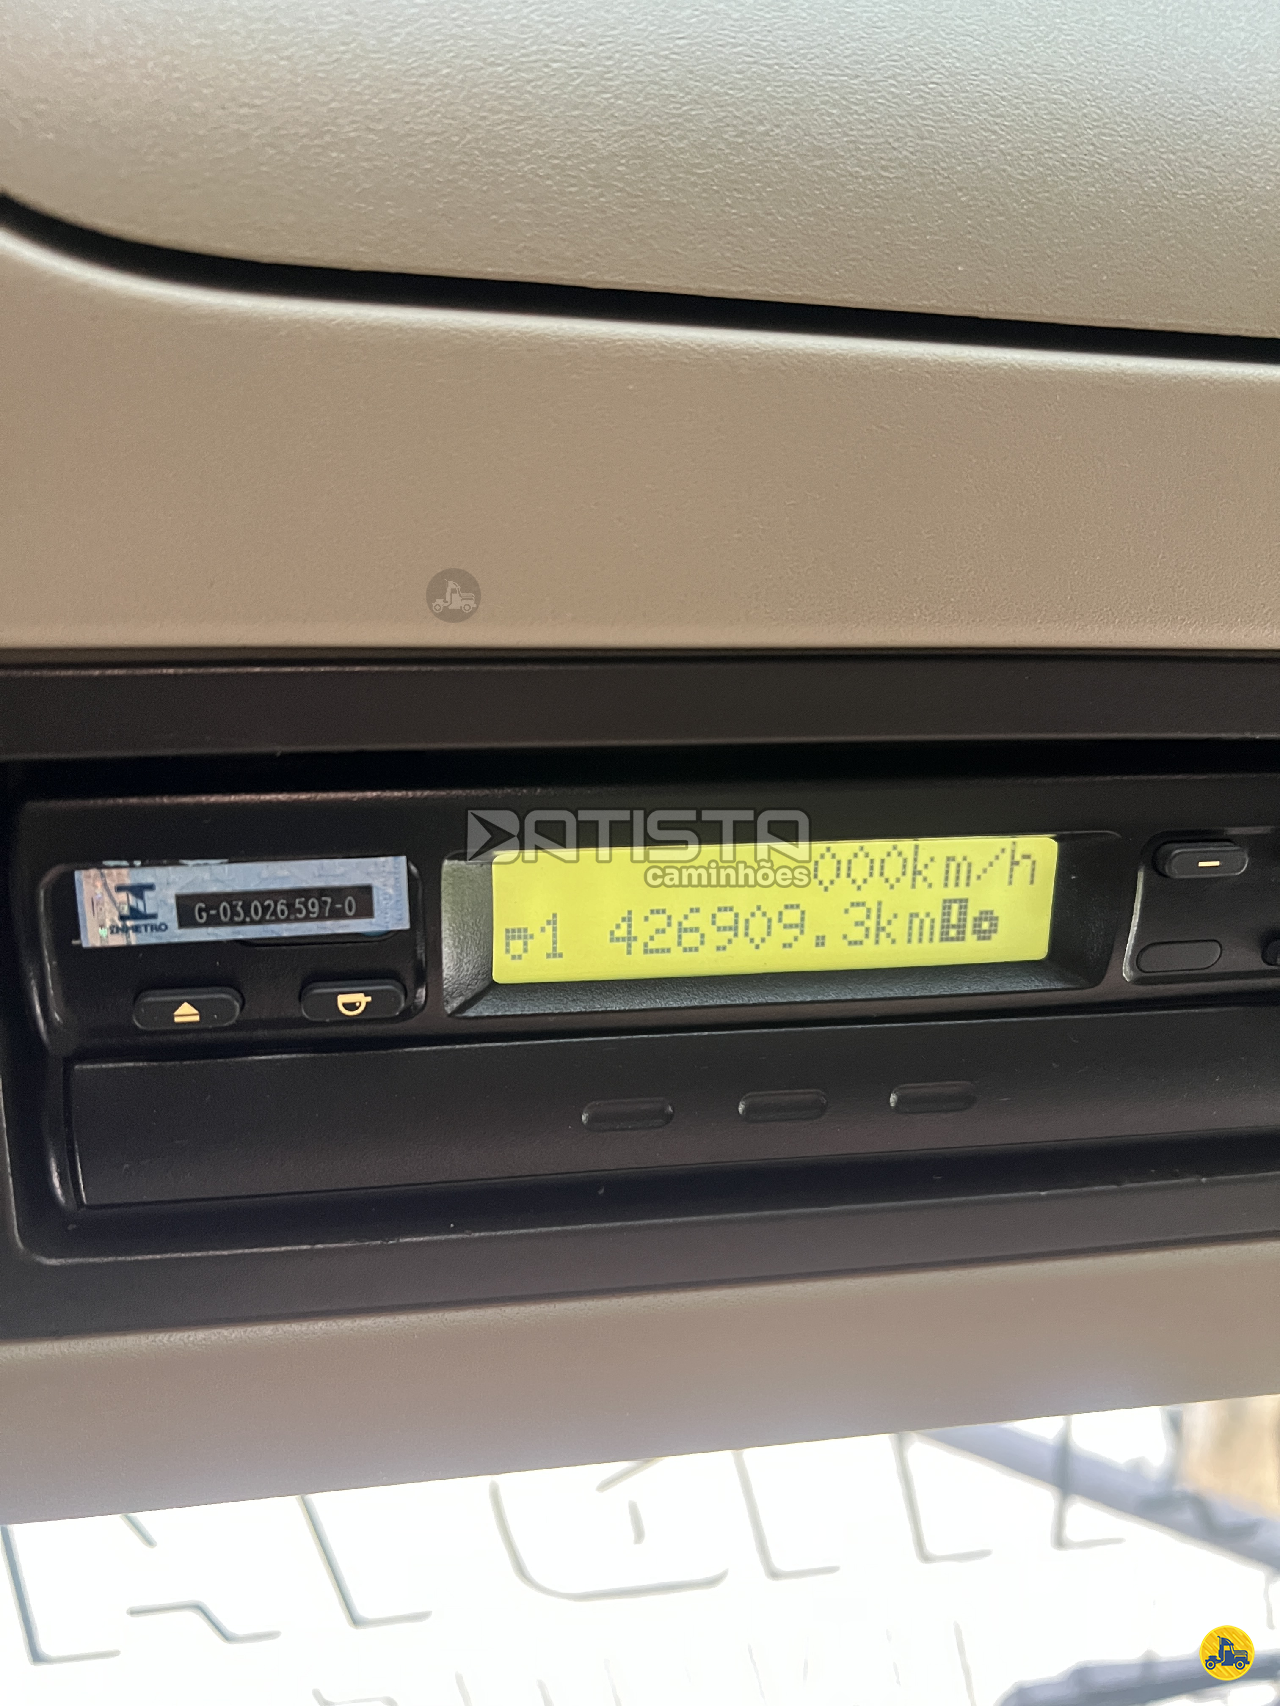 BATISTA
caminhões
000km/h
1 426909.3km
INMETRO
G-03.026.597-0